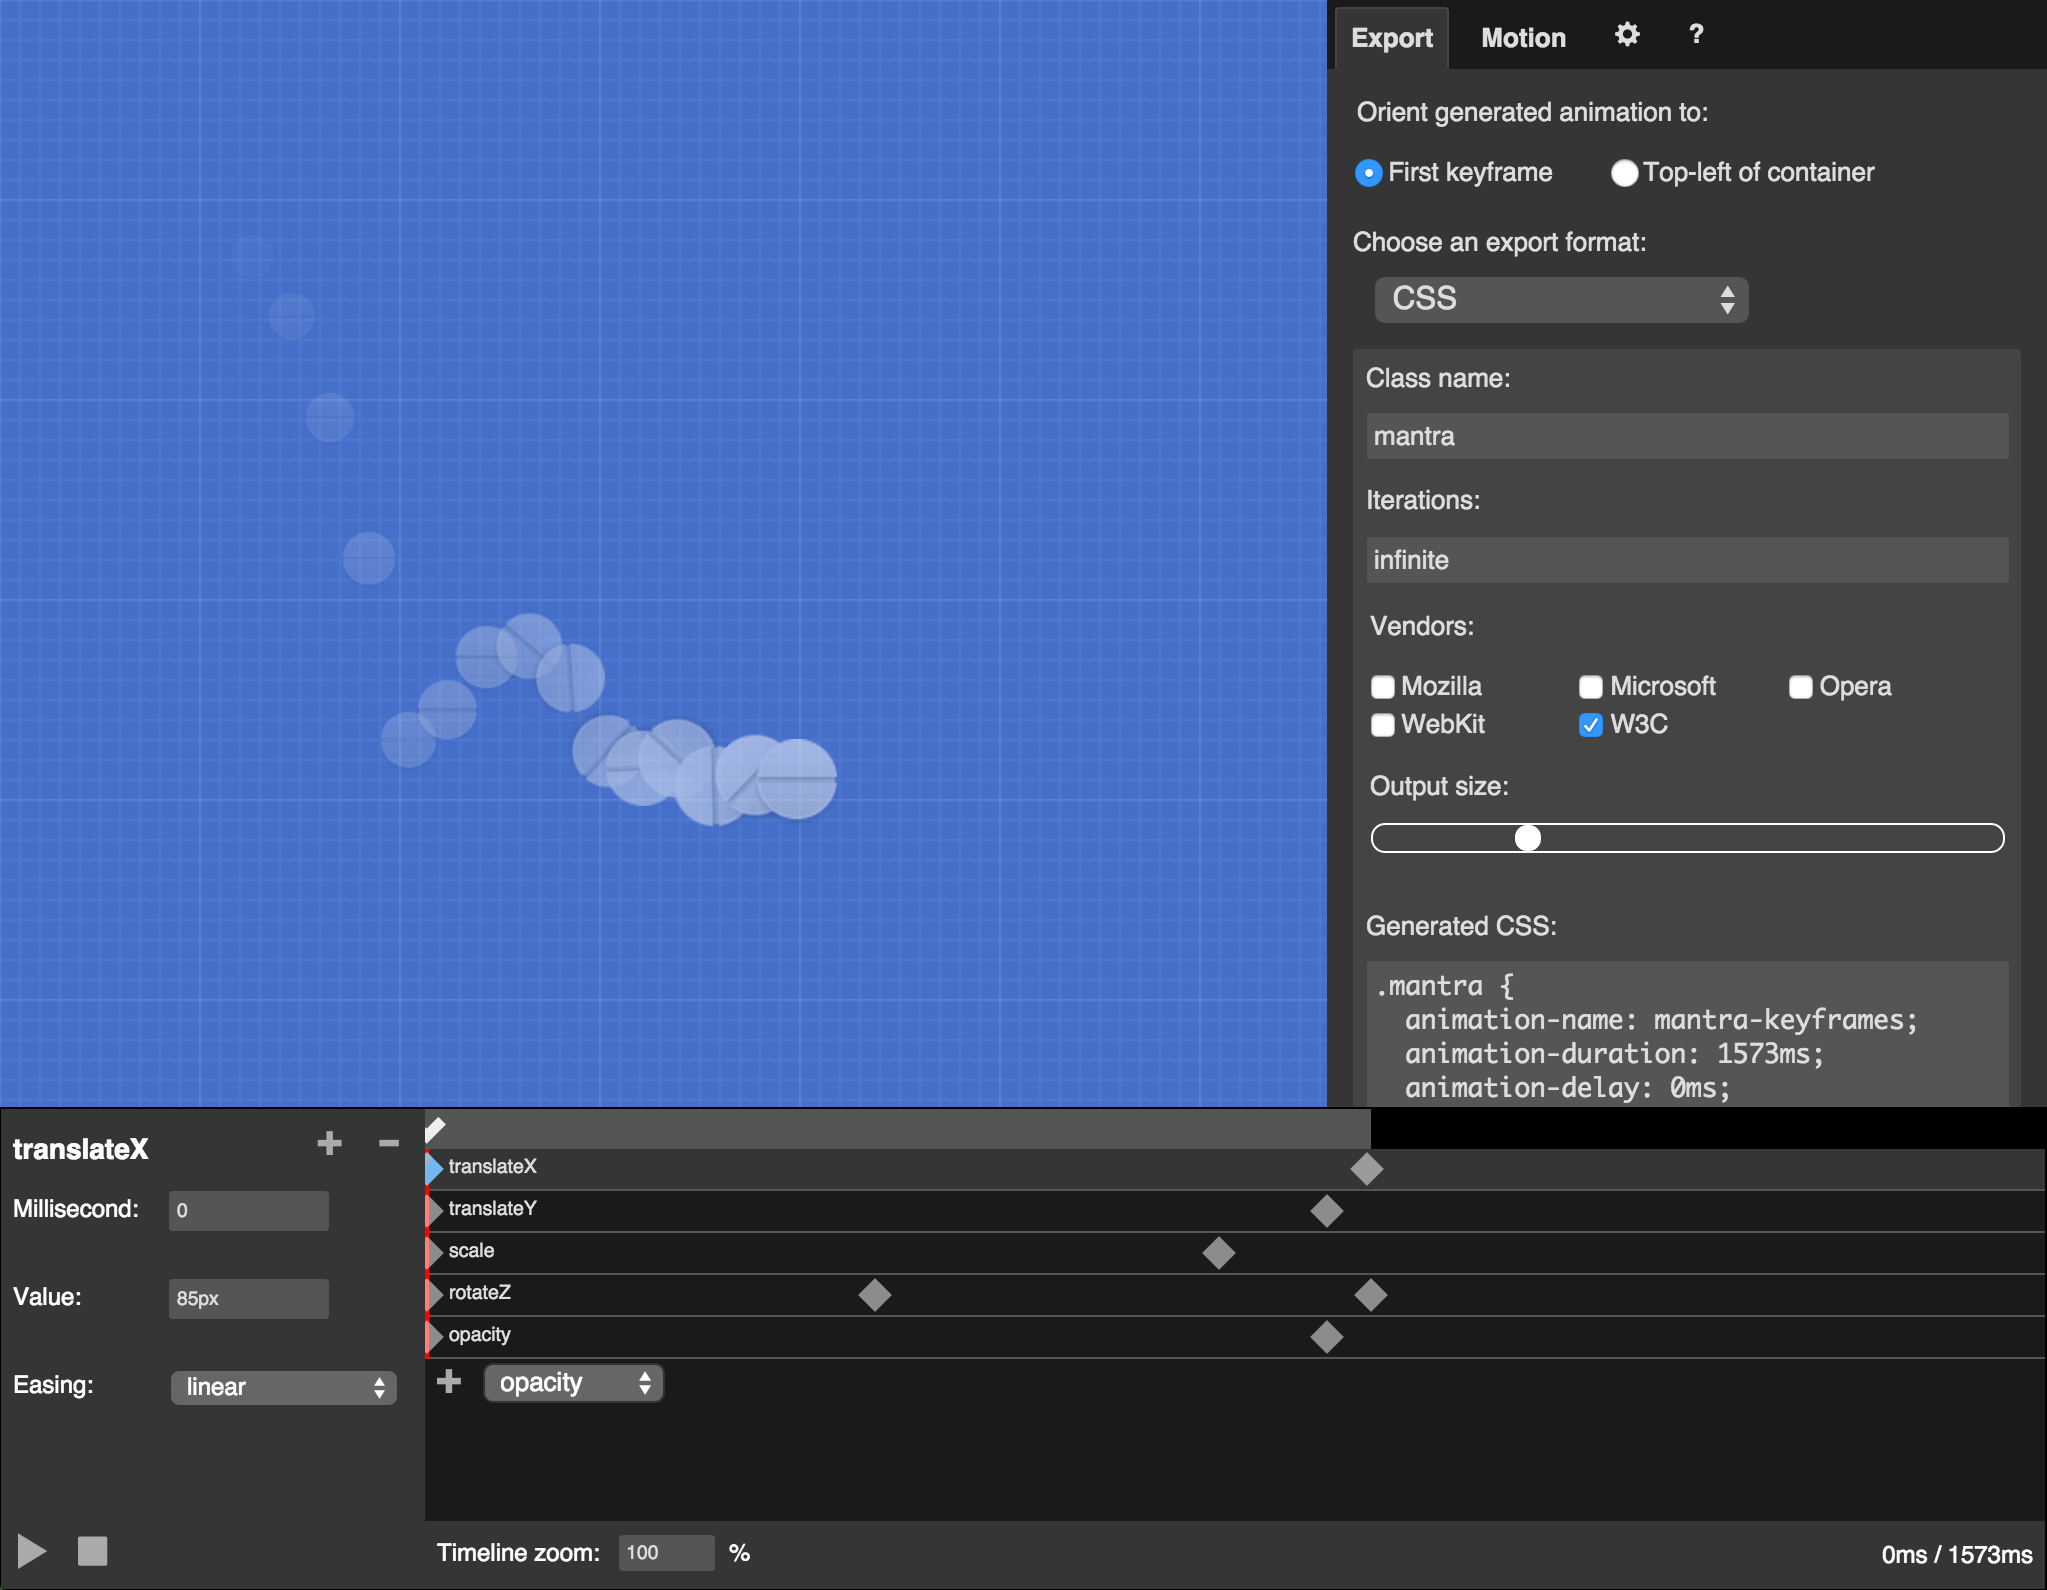 Export Motion ?
Orient generated animation to:
First keyframe Top-left of container
Choose an export format:
CSS
Class name:
mantra
Iterations:
infinite
Vendors:
Mozilla Microsoft Opera
WebKit W3C
Output size:
Generated CSS:
.mantra {
animation-name: mantra-keyframes;
animation-duration: 1573ms;
animation-delay: 0ms;
translateX
Millisecond: 0
Value: 85px
Easing: linear
translateX
translateY
scale
rotateZ
opacity
opacity
Timeline zoom: 100 %
0ms / 1573ms